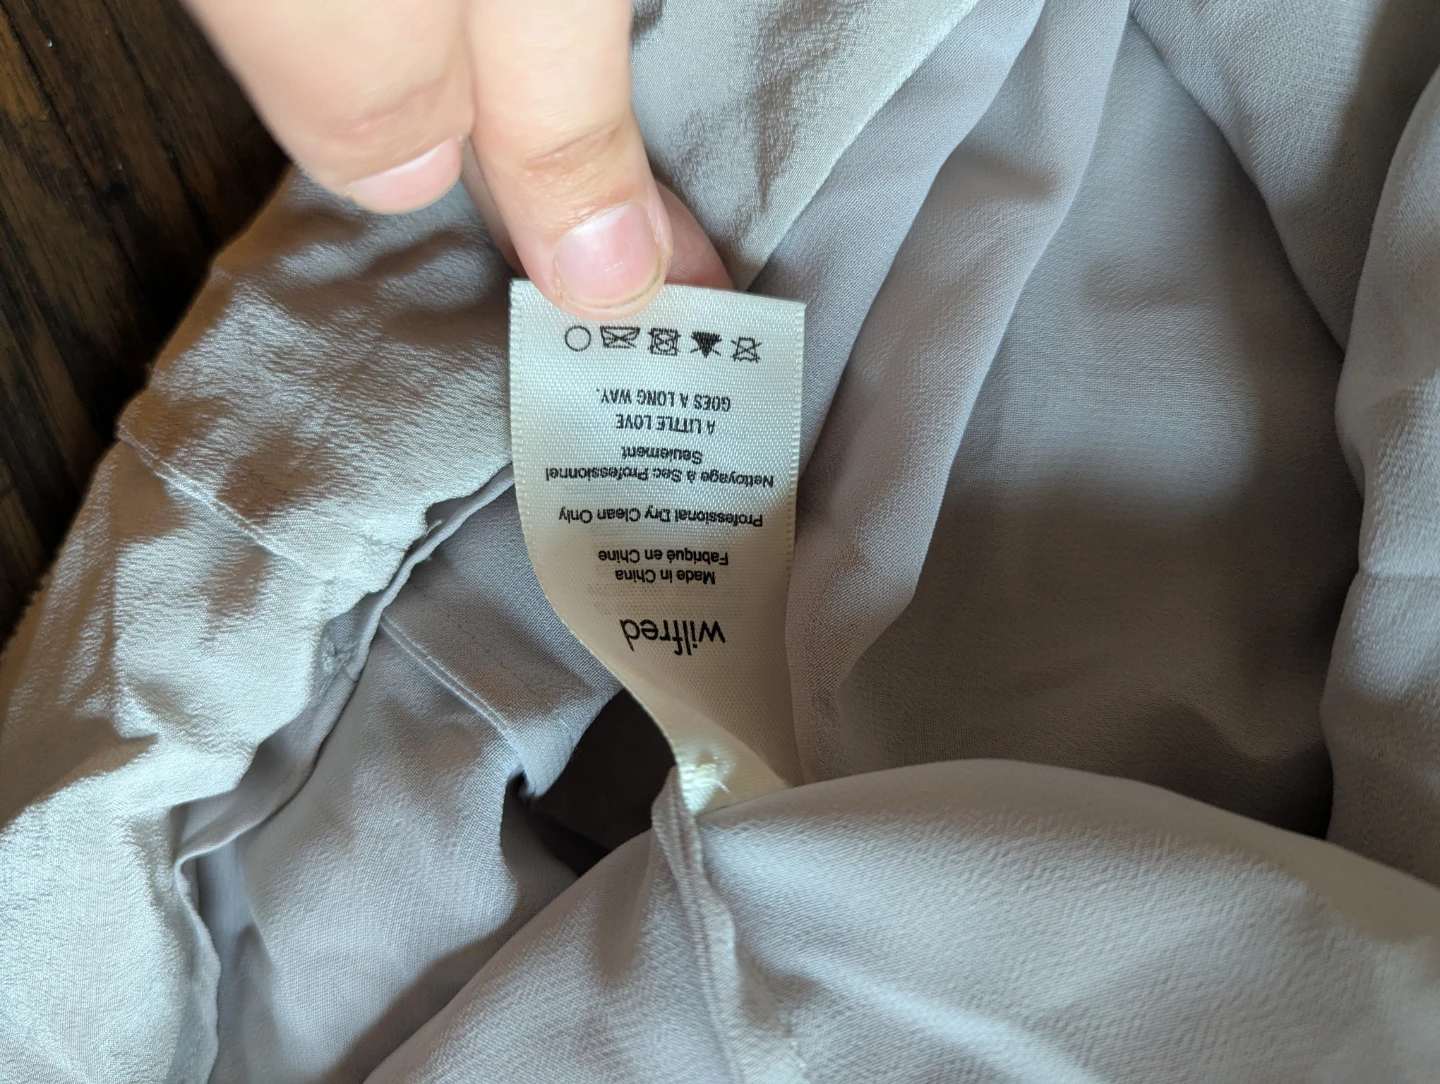 wilfred
Made in China
Fabriqué en Chine
Professional Dry Clean Only
Nettoyage à Sec Professionnel
Seulement
A LITTLE LOVE
GOES A LONG WAY.